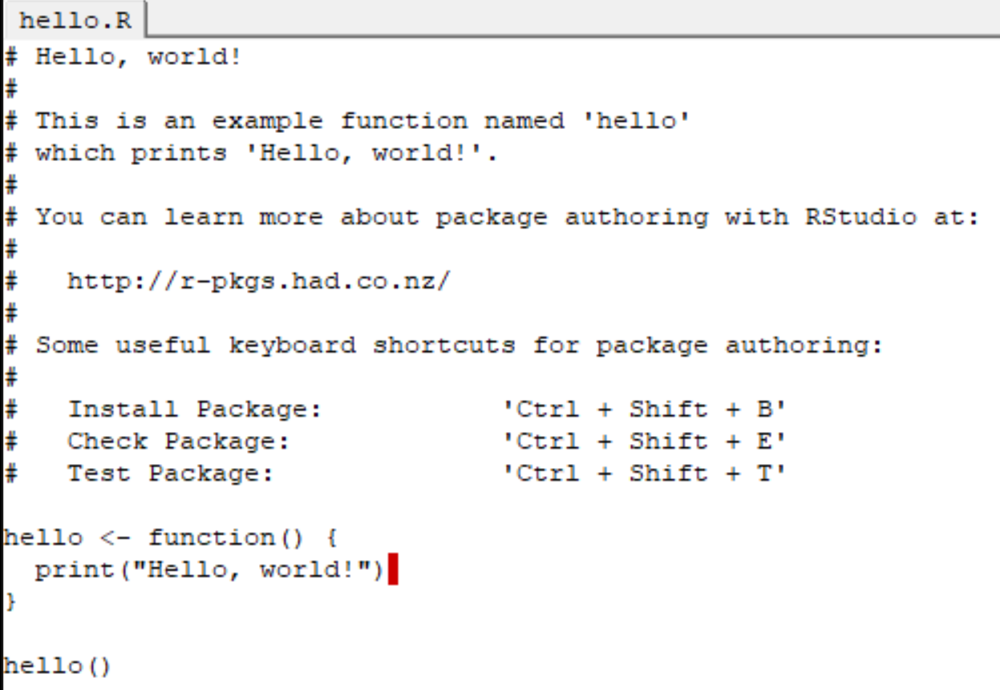 hello.R
# Hello, world!
#
# This is an example function named 'hello'
# which prints 'Hello, world!'.
#
# You can learn more about package authoring with RStudio at:
#
#   http://r-pkgs.had.co.nz/
#
# Some useful keyboard shortcuts for package authoring:
#
#   Install Package:           'Ctrl + Shift + B'
#   Check Package:             'Ctrl + Shift + E'
#   Test Package:              'Ctrl + Shift + T'

hello <- function() {
  print("Hello, world!")
}

hello()